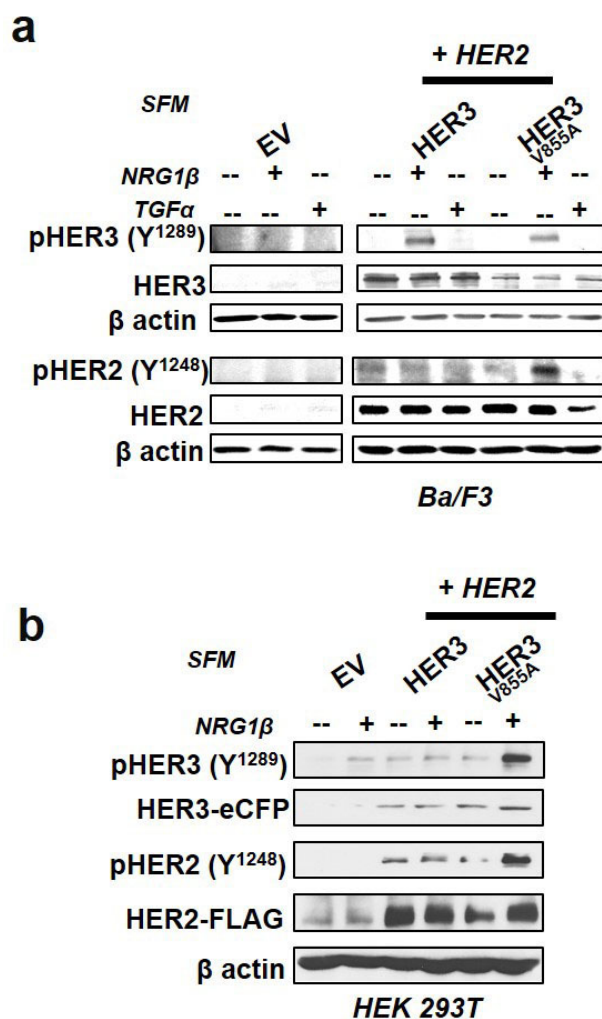 a
+ HER2
SFM
EV HER3 HER3 V855A
NRG1β -- + -- -- + -- -- + --
TGFα -- -- + -- -- + -- -- +
pHER3 (Y1289)
HER3
β actin
pHER2 (Y1248)
HER2
β actin
Ba/F3
b
+ HER2
SFM
EV HER3 HER3 V855A
NRG1β -- + -- + -- +
pHER3 (Y1289)
HER3-eCFP
pHER2 (Y1248)
HER2-FLAG
β actin
HEK 293T